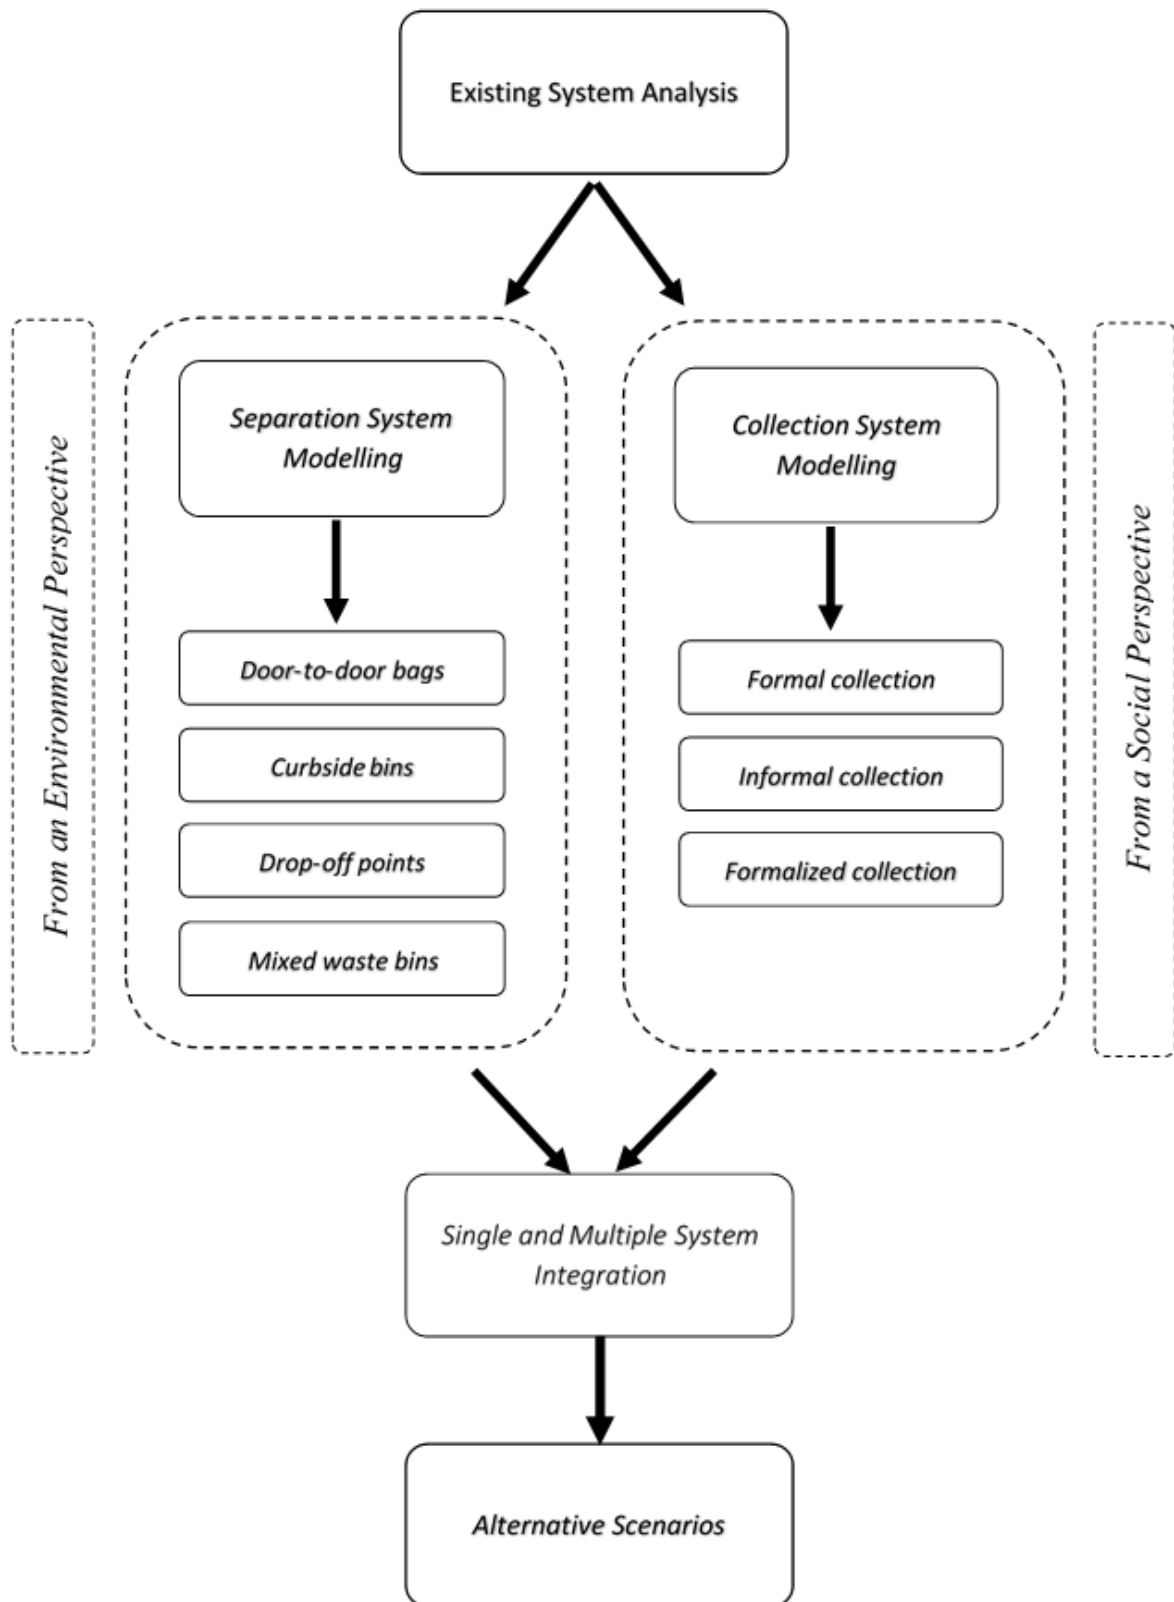 Existing System Analysis
From an Environmental Perspective
Separation System
Modelling
Door-to-door bags
Curbside bins
Drop-off points
Mixed waste bins
Collection System
Modelling
Formal collection
Informal collection
Formalized collection
From a Social Perspective
Single and Multiple System
Integration
Alternative Scenarios